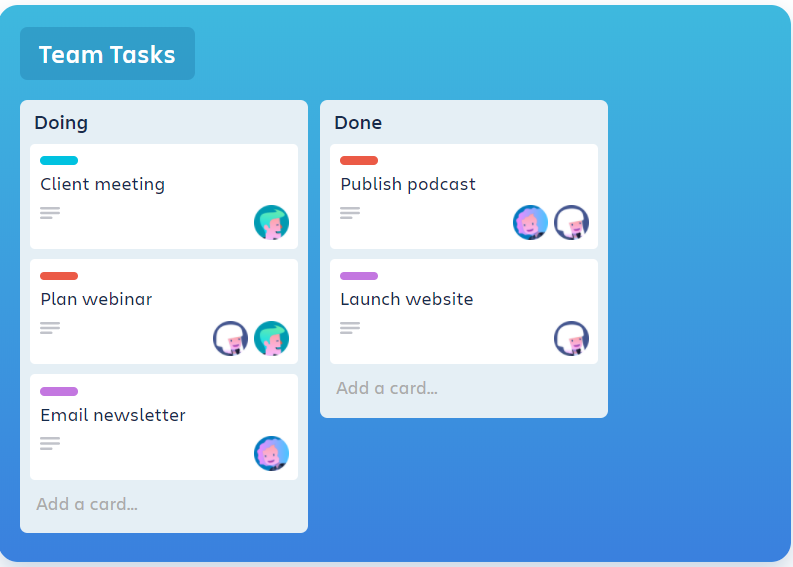 Team Tasks
Doing
Client meeting
Plan webinar
Email newsletter
Add a card...
Done
Publish podcast
Launch website
Add a card...